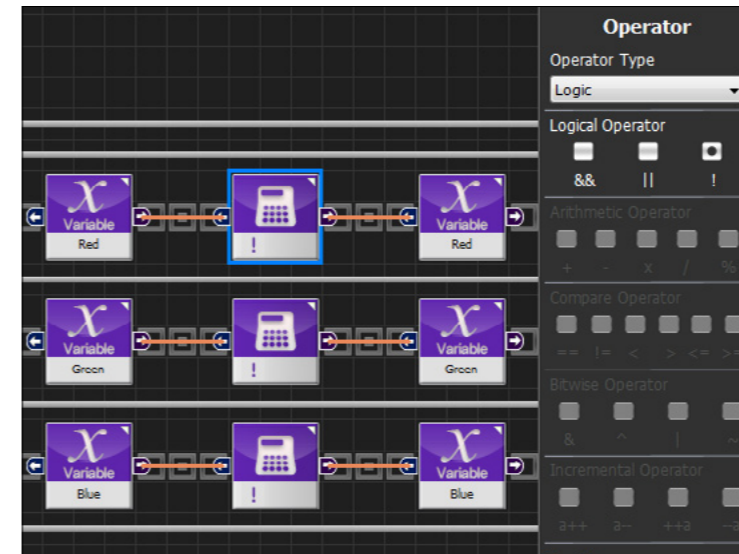 Operator
Operator Type
Logic
Logical Operator
&& || !
Arithmetic Operator
+ - x / %
Compare Operator
== != < > <= >=
Bitwise Operator
& ^ | ~
Incremental Operator
a++ a-- ++a --a
Variable Variable
Red ! Red
Variable Variable
Green ! Green
Variable Variable
Blue ! Blue